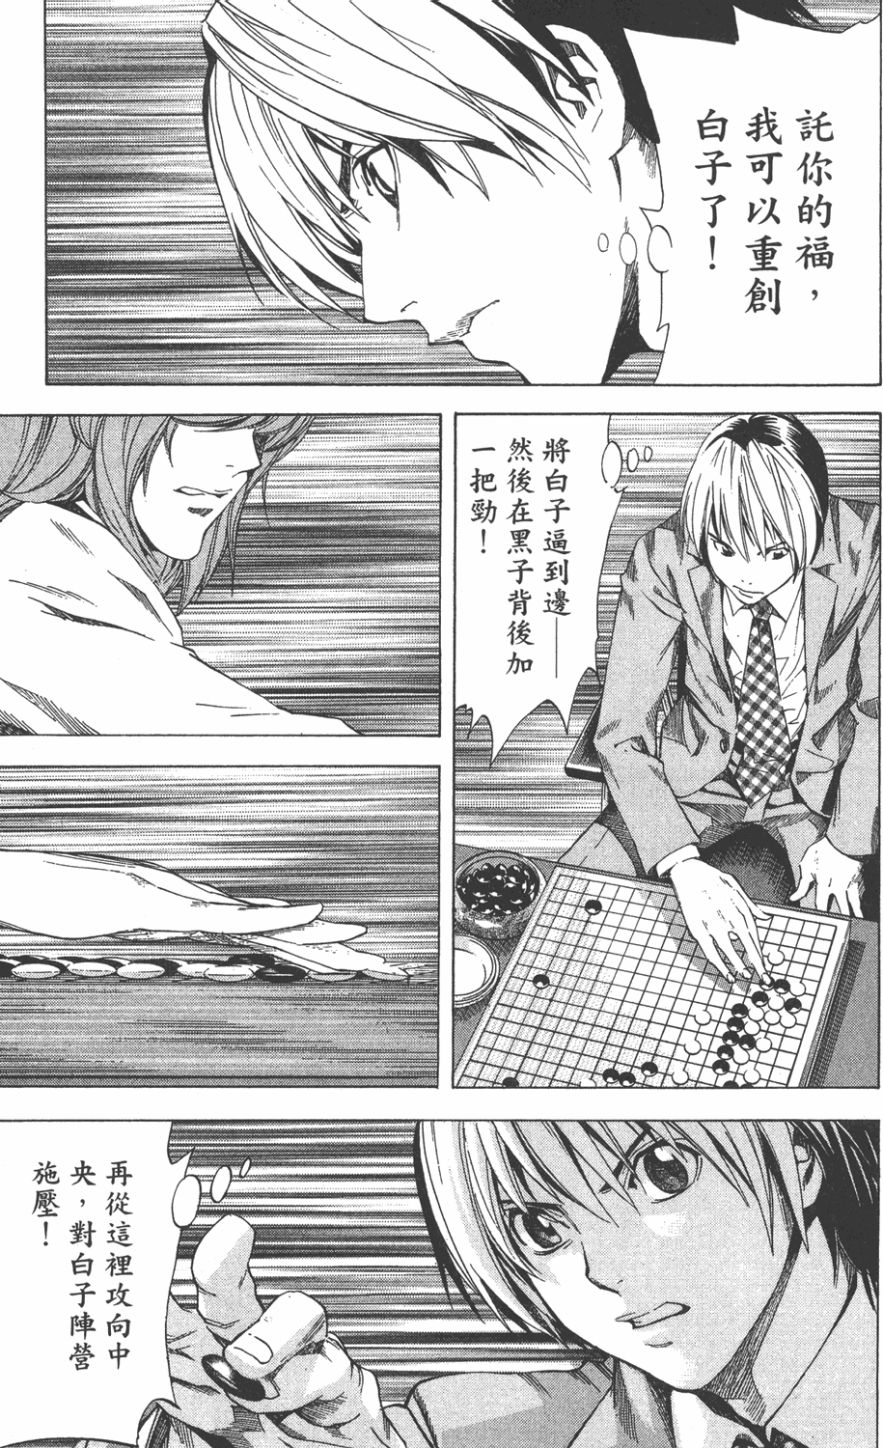 託你的福，
我可以重創
白子了！
將白子逼到邊——
然後在黑子背後加
一把勁！
再從這裡攻向中
央，對白子陣營
施壓！